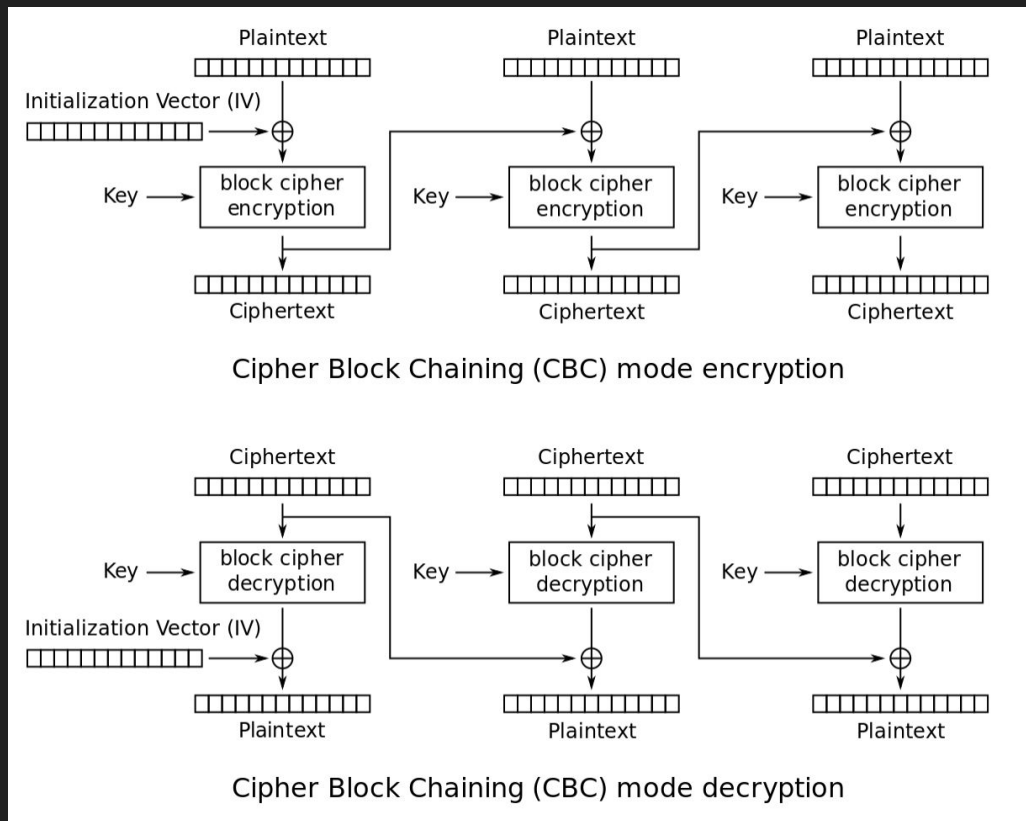 Plaintext Plaintext Plaintext
Initialization Vector (IV)
Key block cipher encryption Key block cipher encryption Key block cipher encryption
Ciphertext Ciphertext Ciphertext
Cipher Block Chaining (CBC) mode encryption
Ciphertext Ciphertext Ciphertext
Key block cipher decryption Key block cipher decryption Key block cipher decryption
Initialization Vector (IV)
Plaintext Plaintext Plaintext
Cipher Block Chaining (CBC) mode decryption